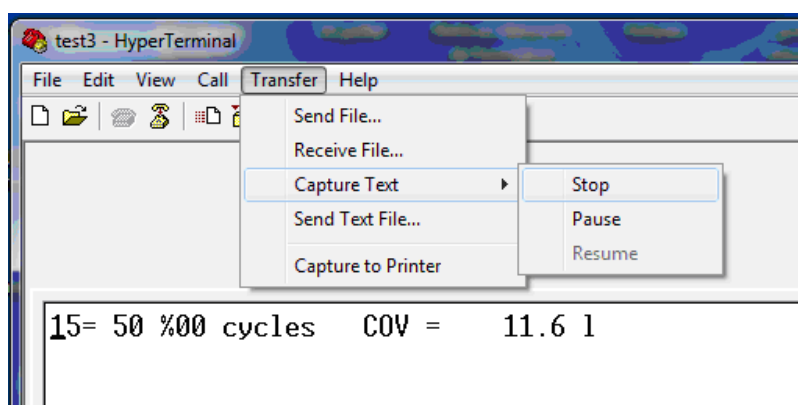 test3 - HyperTerminal
File Edit View Call Transfer Help
Send File...
Receive File...
Capture Text
Send Text File...
Capture to Printer
Stop
Pause
Resume
15= 50 %00 cycles COV = 11.6 l